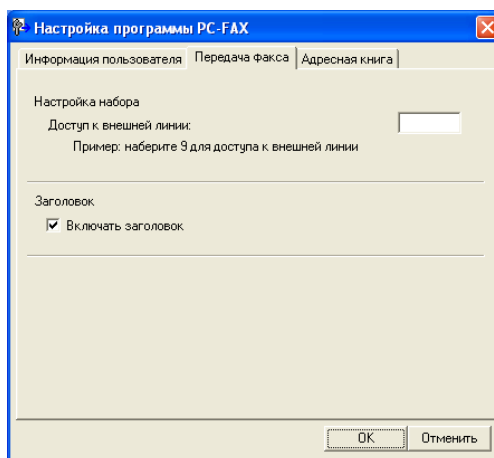 Настройка программы PC-FAX
Информация пользователя Передача факса Адресная книга
Настройка набора
Доступ к внешней линии:
Пример: наберите 9 для доступа к внешней линии
Заголовок
Включать заголовок
OK Отменить